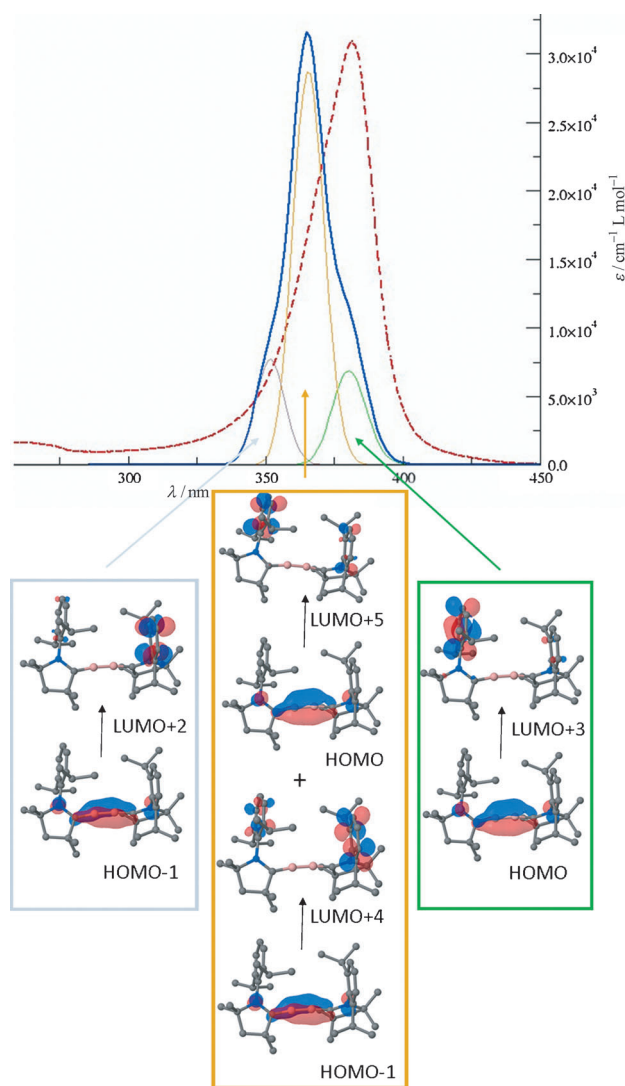 3.0×10⁴
2.5×10⁴
2.0×10⁴
ε / cm⁻¹ L mol⁻¹
1.5×10⁴
1.0×10⁴
5.0×10³
0.0
300
350
400
450
λ / nm
LUMO+5
HOMO
+
LUMO+4
HOMO-1
LUMO+2
HOMO-1
LUMO+3
HOMO